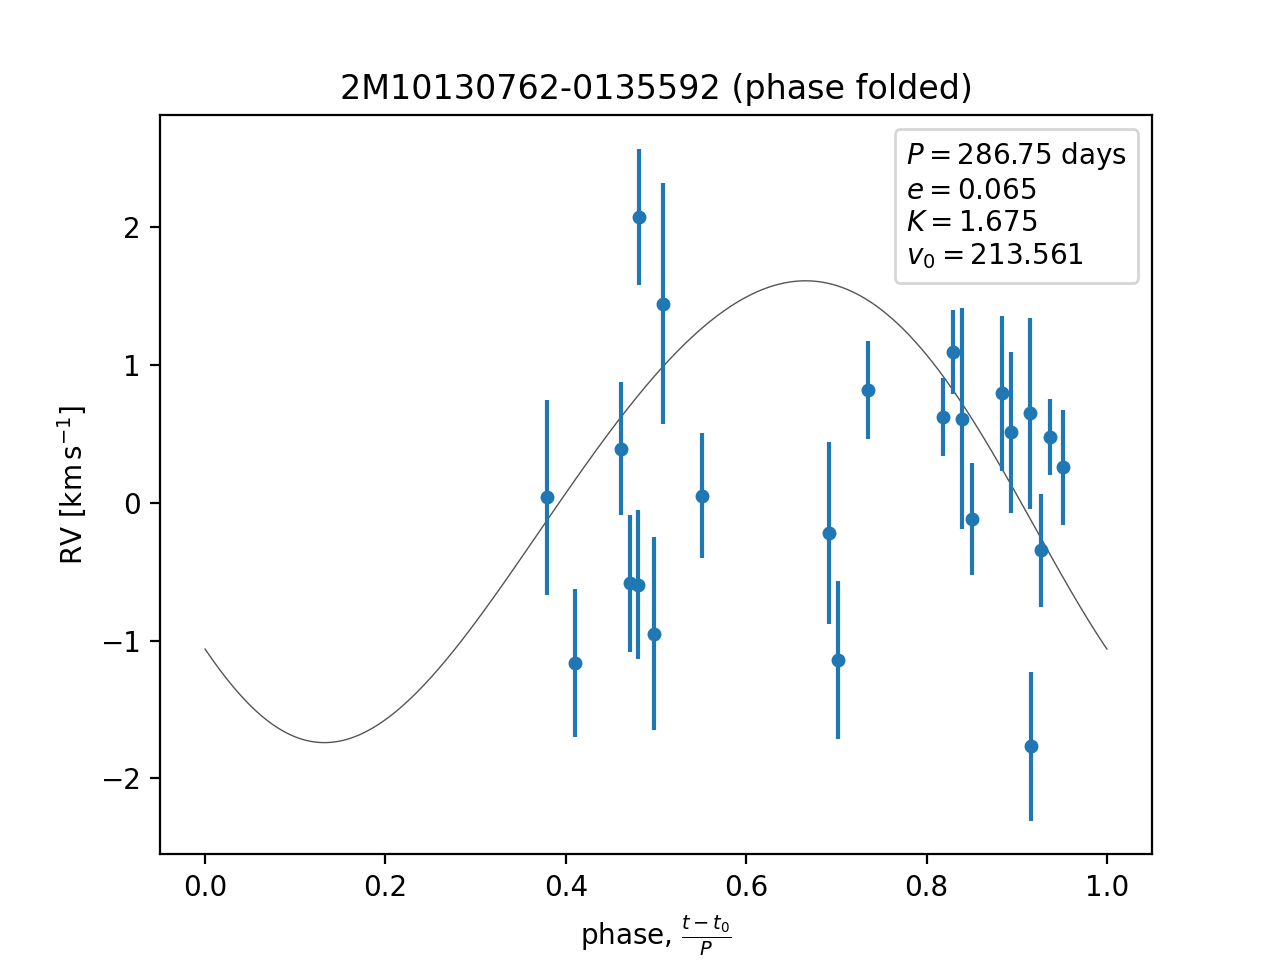 2M10130762-0135592 (phase folded)
P = 286.75 days
e = 0.065
K = 1.675
v₀ = 213.561
2
1
0
−1
−2
RV [km s⁻¹]
0.0 0.2 0.4 0.6 0.8 1.0
phase, (t − t₀)/P